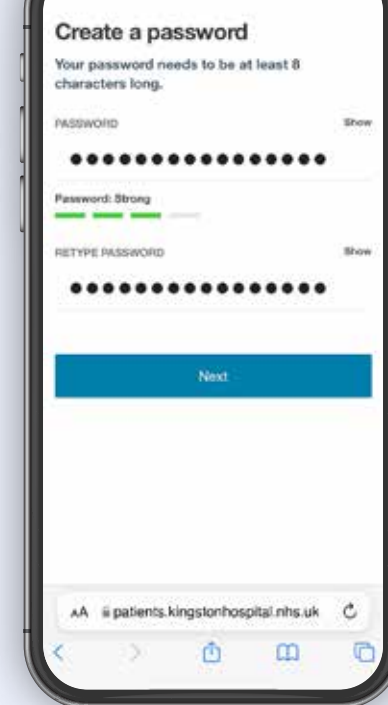 Create a password
Your password needs to be at least 8
characters long.
PASSWORD Show
●●●●●●●●●●●●●●●●
Password: Strong
RETYPE PASSWORD Show
●●●●●●●●●●●●●●●●
Next
AA patients.kingstonhospital.nhs.uk